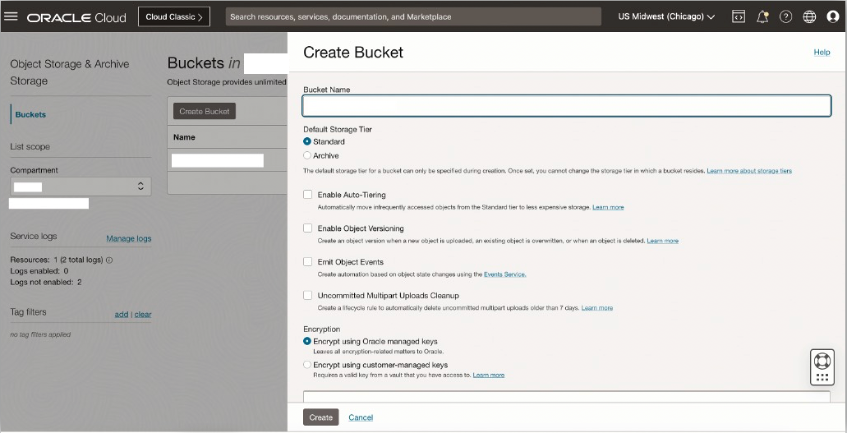 ORACLE Cloud
Cloud Classic >
Search resources, services, documentation, and Marketplace
US Midwest (Chicago)
Object Storage & Archive
Storage
Buckets
List scope
Compartment
Service logs
Manage logs
Resources: 1 (2 total logs)
Logs enabled: 0
Logs not enabled: 2
Tag filters
add | clear
no tag filters applied
Buckets in
Object Storage provides unlimited
Create Bucket
Name
Create Bucket
Help
Bucket Name
Default Storage Tier
Standard
Archive
The default storage tier for a bucket can only be specified during creation. Once set, you cannot change the storage tier in which a bucket resides. Learn more about storage tiers
Enable Auto-Tiering
Automatically move infrequently accessed objects from the Standard tier to less expensive storage. Learn more
Enable Object Versioning
Create an object version when a new object is uploaded, an existing object is overwritten, or when an object is deleted. Learn more
Emit Object Events
Create automation based on object state changes using the Events Service.
Uncommitted Multipart Uploads Cleanup
Create a lifecycle rule to automatically delete uncommitted multipart uploads older than 7 days. Learn more
Encryption
Encrypt using Oracle managed keys
Leaves all encryption-related matters to Oracle.
Encrypt using customer-managed keys
Requires a valid key from a vault that you have access to. Learn more
Create
Cancel